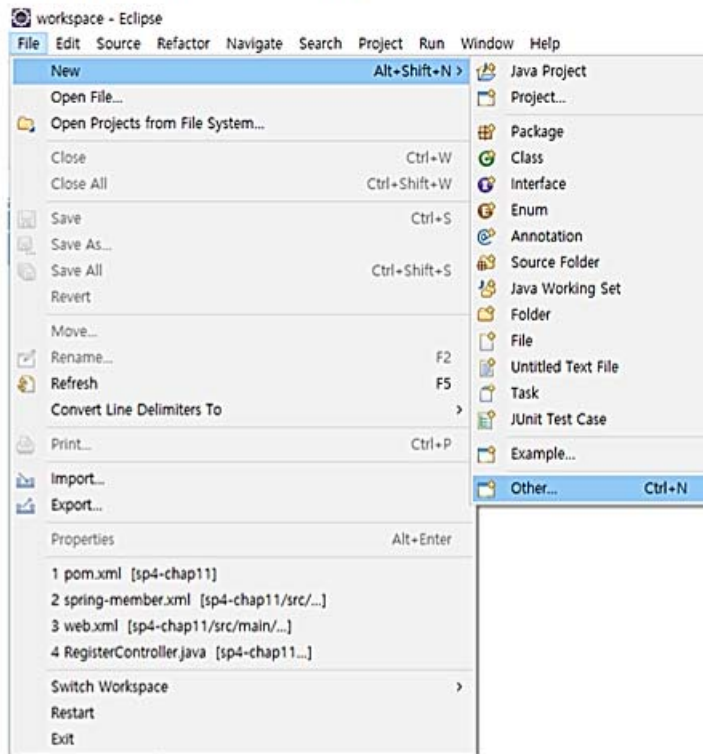 workspace - Eclipse
File Edit Source Refactor Navigate Search Project Run Window Help
New Alt+Shift+N >
Open File...
Open Projects from File System...
Close Ctrl+W
Close All Ctrl+Shift+W
Save Ctrl+S
Save As...
Save All Ctrl+Shift+S
Revert
Move...
Rename... F2
Refresh F5
Convert Line Delimiters To >
Print... Ctrl+P
Import...
Export...
Properties Alt+Enter
1 pom.xml [sp4-chap11]
2 spring-member.xml [sp4-chap11/src/...]
3 web.xml [sp4-chap11/src/main/...]
4 RegisterController.java [sp4-chap11...]
Switch Workspace >
Restart
Exit
Java Project
Project...
Package
Class
Interface
Enum
Annotation
Source Folder
Java Working Set
Folder
File
Untitled Text File
Task
JUnit Test Case
Example...
Other... Ctrl+N